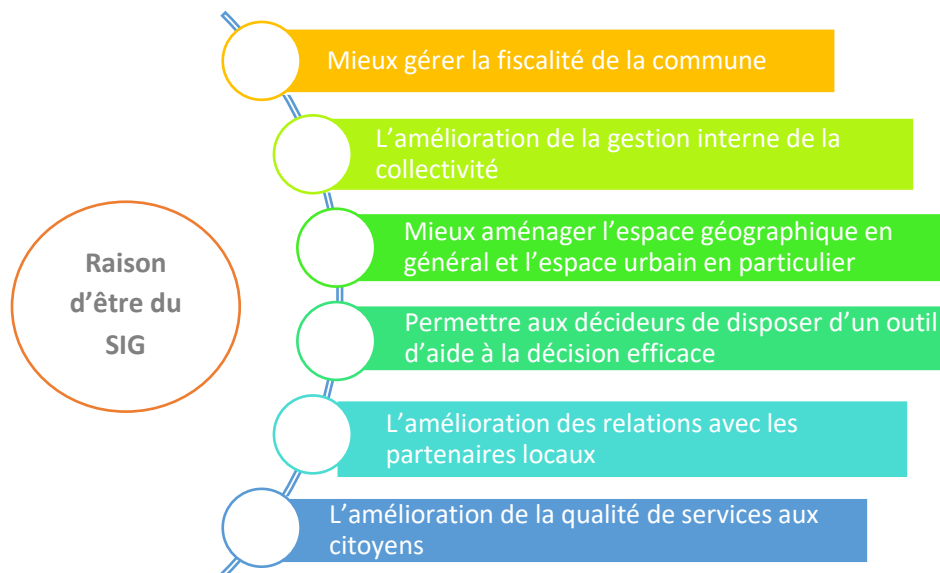 Mieux gérer la fiscalité de la commune
L'amélioration de la gestion interne de la
collectivité
Mieux aménager l'espace géographique en
général et l'espace urbain en particulier
Raison
d'être du
SIG
Permettre aux décideurs de disposer d'un outil
d'aide à la décision efficace
L'amélioration des relations avec les
partenaires locaux
L'amélioration de la qualité de services aux
citoyens